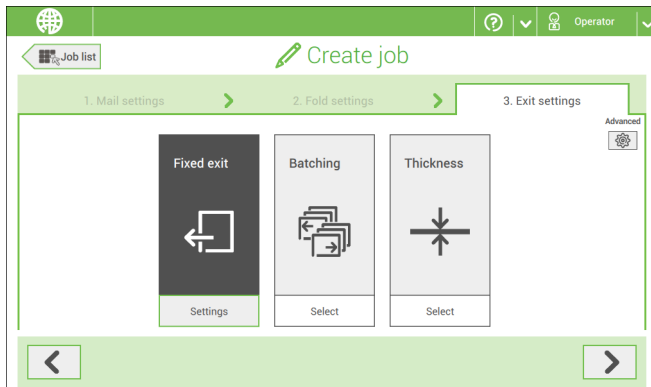 Operator
Job list
Create job
1. Mail settings
2. Fold settings
3. Exit settings
Advanced
Fixed exit
Batching
Thickness
Settings
Select
Select